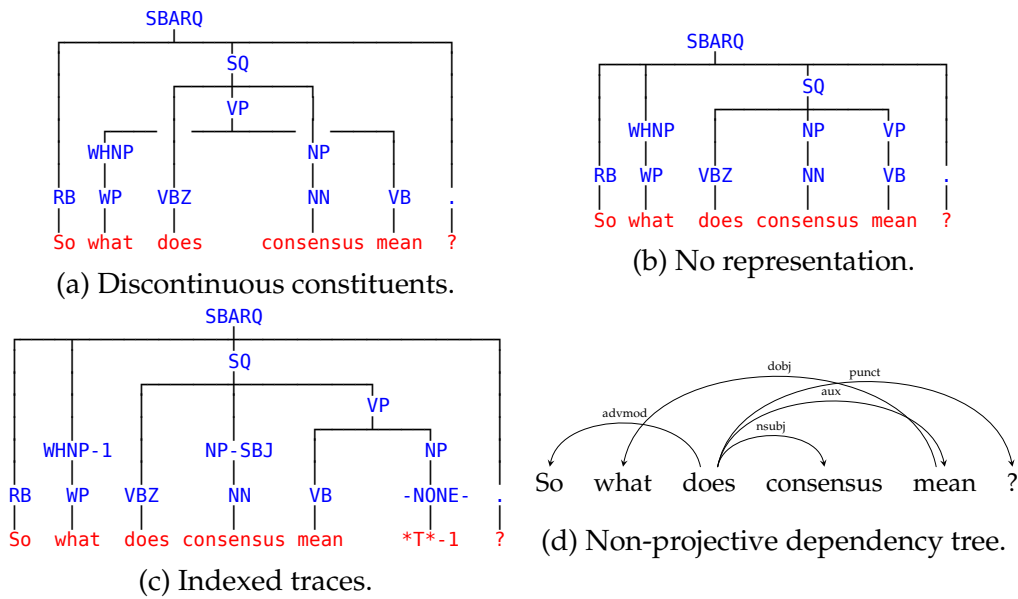 SBARQ
SQ
VP
WHNP NP
RB WP VBZ NN VB .
So what does consensus mean ?
(a) Discontinuous constituents.
SBARQ
SQ
WHNP NP VP
RB WP VBZ NN VB .
So what does consensus mean ?
(b) No representation.
SBARQ
SQ
VP
WHNP-1 NP-SBJ NP
RB WP VBZ NN VB -NONE- .
So what does consensus mean *T*-1 ?
(c) Indexed traces.
dobj punct
aux
advmod nsubj
So what does consensus mean ?
(d) Non-projective dependency tree.